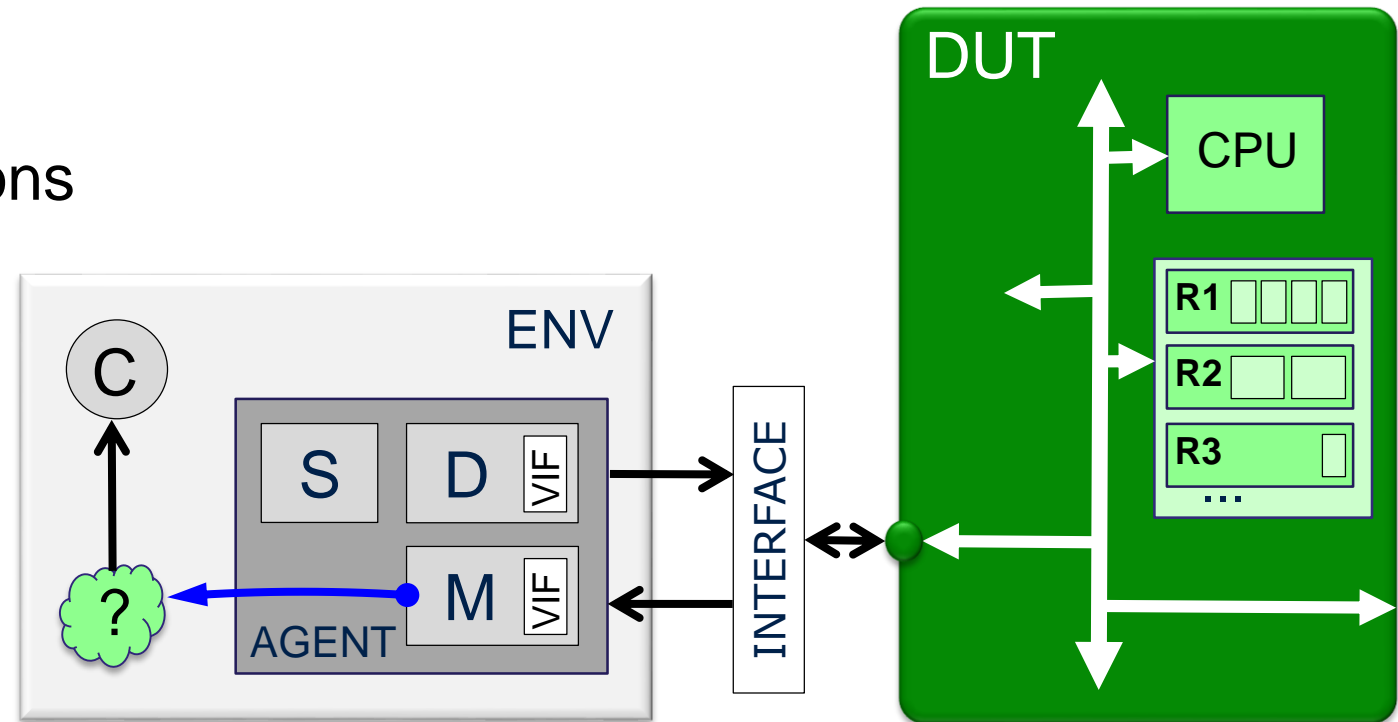 ons
DUT
CPU
R1
R2
R3
...
ENV
C
S
D
VIF
M
VIF
AGENT
?
INTERFACE